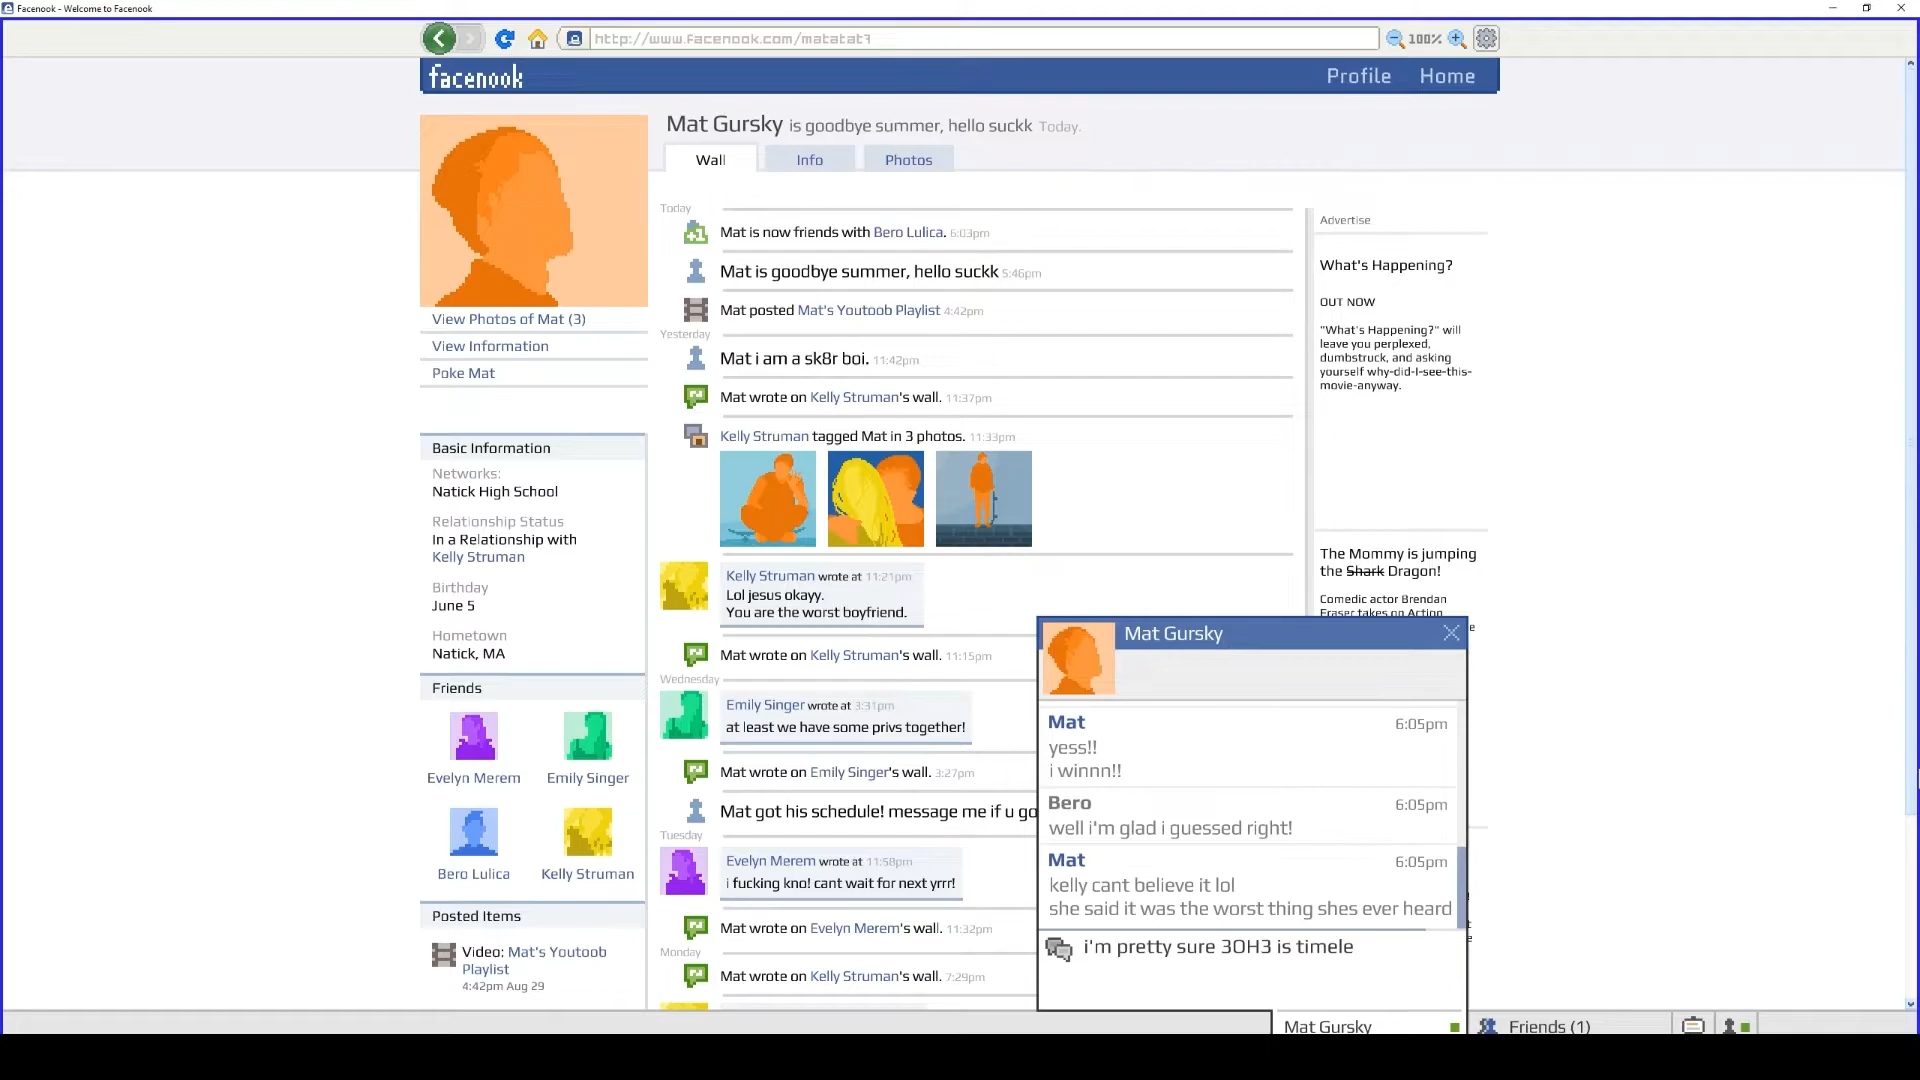 Facenook - Welcome to Facenook
http://www.facenook.com/matatat7
100%
facenook
Profile Home
Mat Gursky is goodbye summer, hello suckk Today.
Wall Info Photos
View Photos of Mat (3)
View Information
Poke Mat
Basic Information
Networks:
Natick High School
Relationship Status
In a Relationship with
Kelly Struman
Birthday
June 5
Hometown
Natick, MA
Friends
Evelyn Merem Emily Singer
Bero Lulica Kelly Struman
Posted Items
Video: Mat's Youtoob
Playlist
4:42pm Aug 29
Today
Mat is now friends with Bero Lulica. 6:03pm
Mat is goodbye summer, hello suckk 5:46pm
Mat posted Mat's Youtoob Playlist 4:42pm
Yesterday
Mat i am a sk8r boi. 11:42pm
Mat wrote on Kelly Struman's wall. 11:37pm
Kelly Struman tagged Mat in 3 photos. 11:33pm
Kelly Struman wrote at 11:21pm
Lol jesus okayy.
You are the worst boyfriend.
Mat wrote on Kelly Struman's wall. 11:15pm
Wednesday
Emily Singer wrote at 3:31pm
at least we have some privs together!
Mat wrote on Emily Singer's wall. 3:27pm
Mat got his schedule! message me if u go
Tuesday
Evelyn Merem wrote at 11:58pm
i fucking kno! cant wait for next yrrr!
Mat wrote on Evelyn Merem's wall. 11:32pm
Monday
Mat wrote on Kelly Struman's wall. 7:29pm
Advertise
What's Happening?
OUT NOW
"What's Happening?" will
leave you perplexed,
dumbstruck, and asking
yourself why-did-I-see-this-
movie-anyway.
The Mommy is jumping
the Shark Dragon!
Comedic actor Brendan
Fraser takes on Action
Mat Gursky
Mat 6:05pm
yess!!
i winnn!!
Bero 6:05pm
well i'm glad i guessed right!
Mat 6:05pm
kelly cant believe it lol
she said it was the worst thing shes ever heard
i'm pretty sure 3OH3 is timele
Mat Gursky
Friends (1)